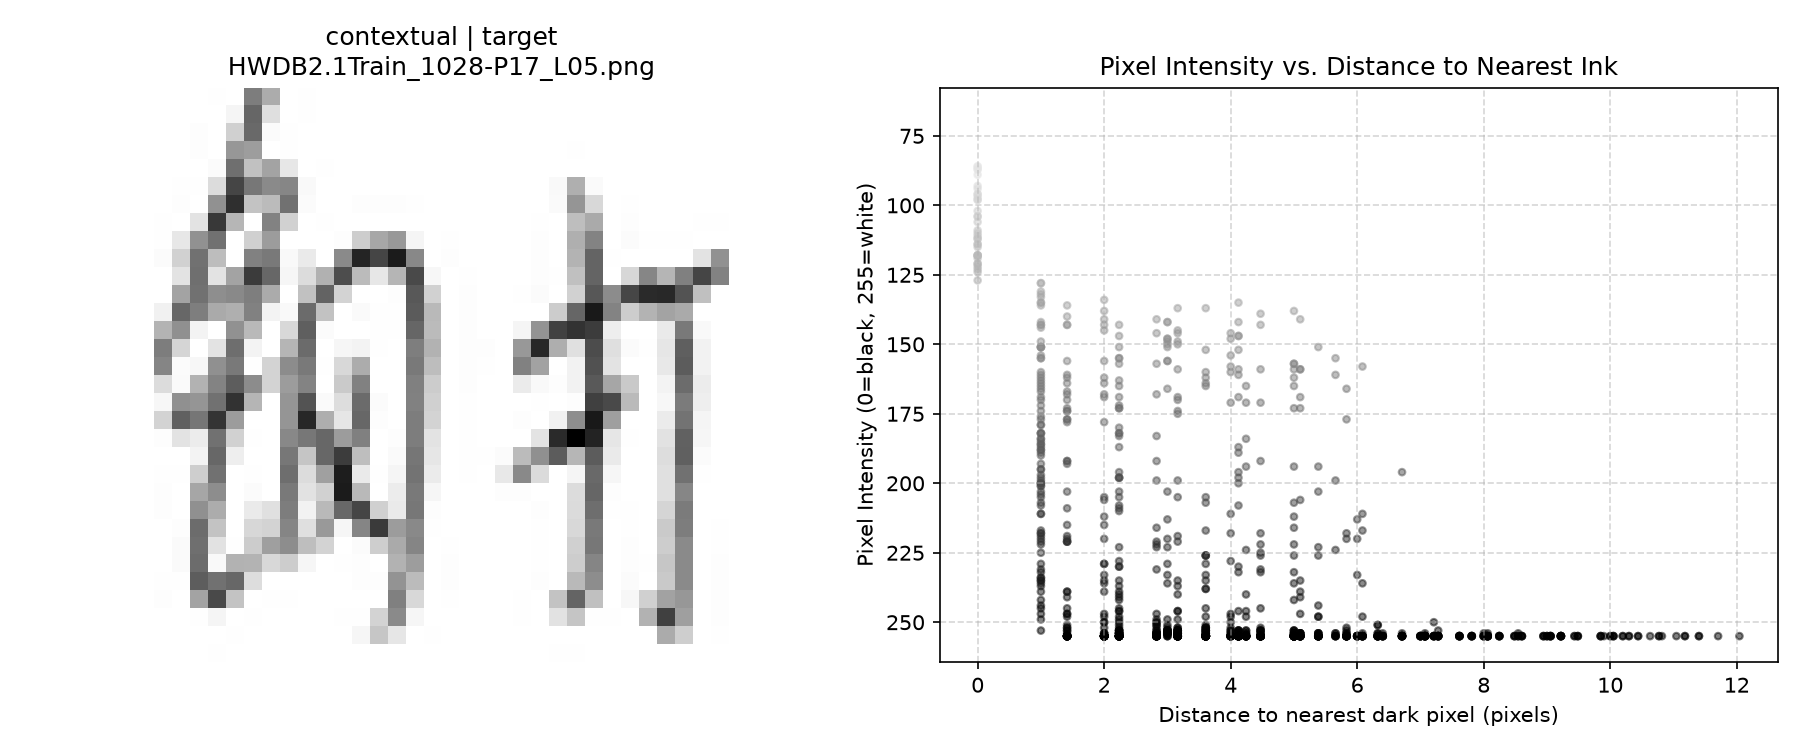 contextual | target
HWDB2.1Train_1028-P17_L05.png
Pixel Intensity vs. Distance to Nearest Ink
Pixel Intensity (0=black, 255=white)
75
100
125
150
175
200
225
250
0 2 4 6 8 10 12
Distance to nearest dark pixel (pixels)